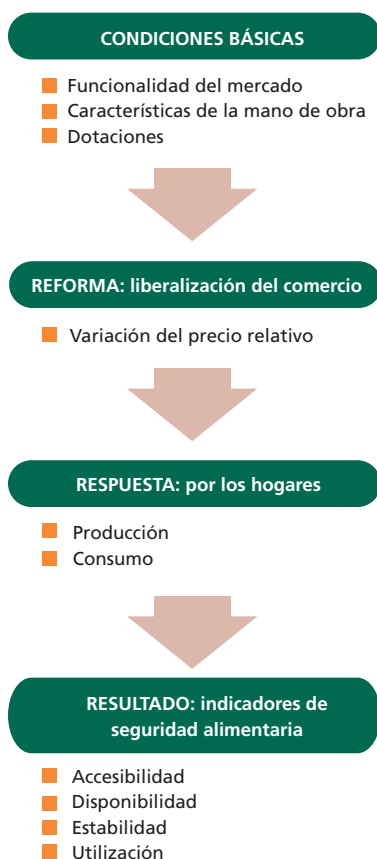 CONDICIONES BÁSICAS
Funcionalidad del mercado
Características de la mano de obra
Dotaciones
REFORMA: liberalización del comercio
Variación del precio relativo
RESPUESTA: por los hogares
Producción
Consumo
RESULTADO: indicadores de
seguridad alimentaria
Accesibilidad
Disponibilidad
Estabilidad
Utilización